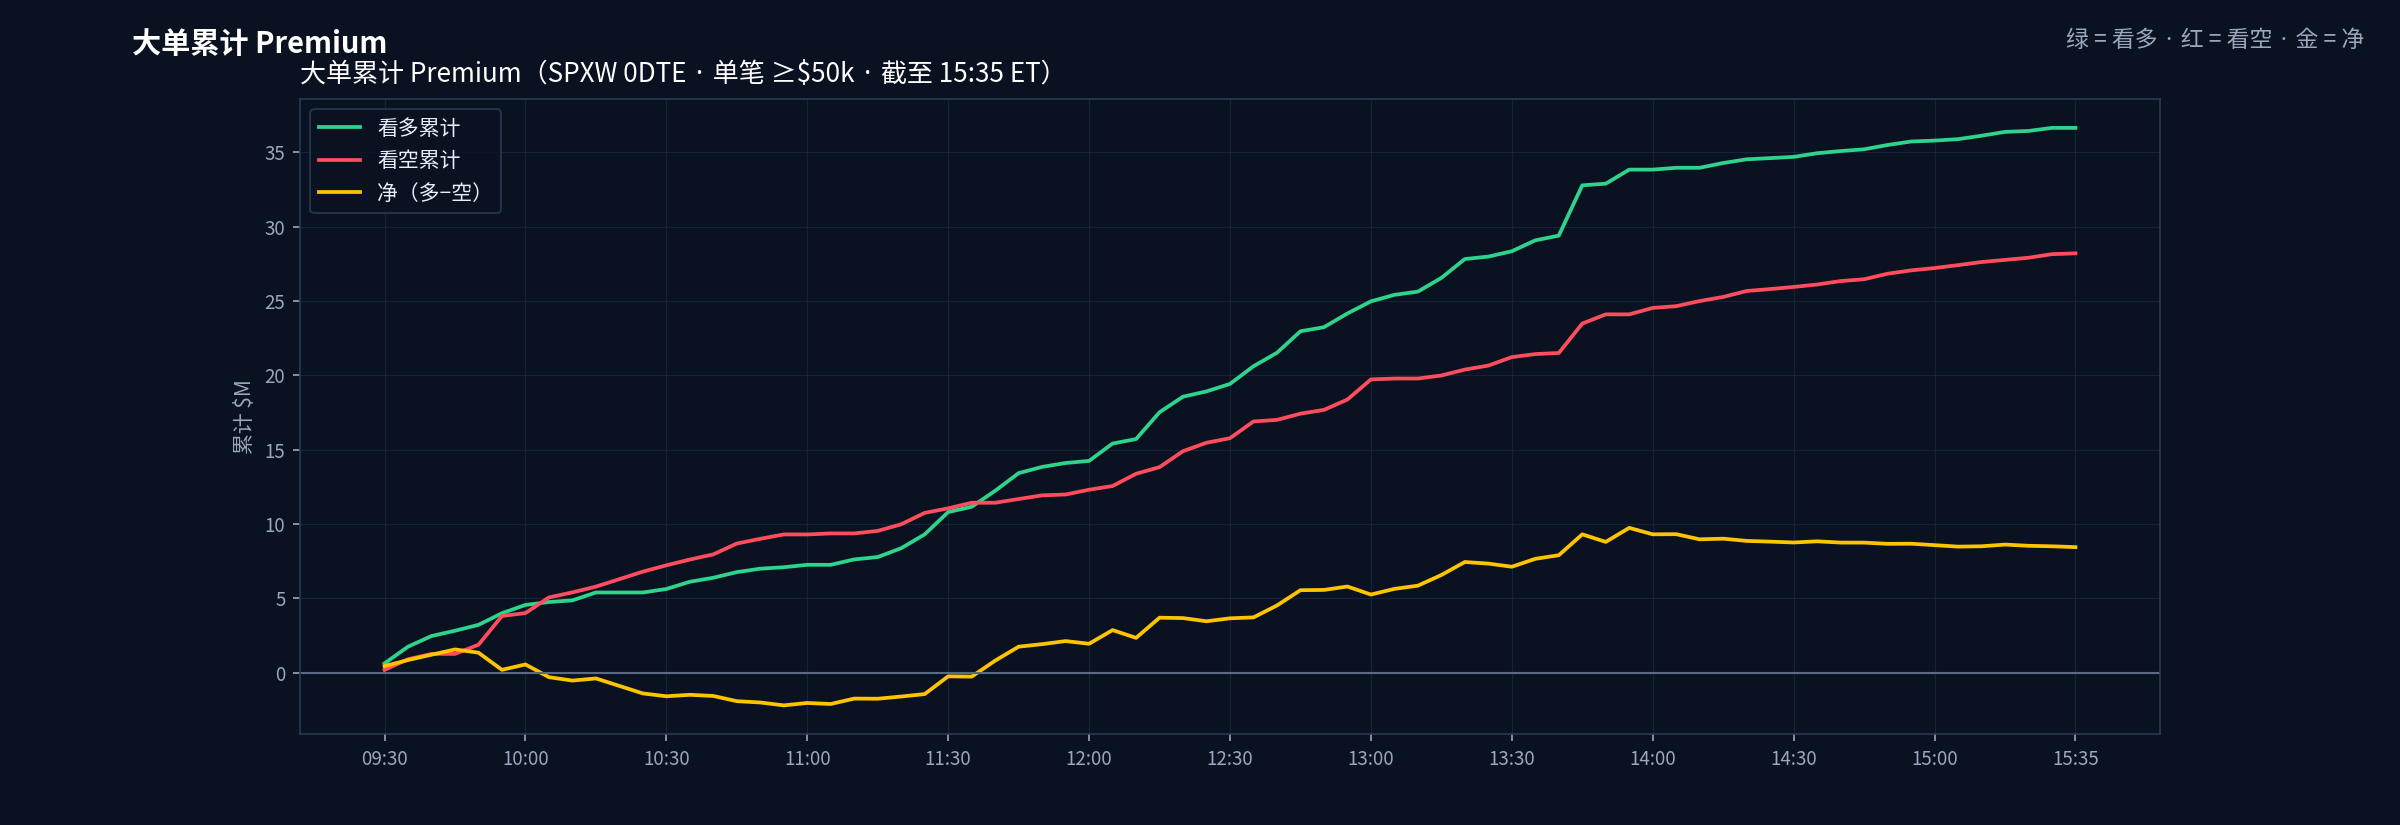 大单累计 Premium
绿 = 看多 · 红 = 看空 · 金 = 净
大单累计 Premium（SPXW 0DTE · 单笔 ≥$50k · 截至 15:35 ET）
看多累计
看空累计
净（多−空）
累计 $M
35
30
25
20
15
10
5
0
09:30 10:00 10:30 11:00 11:30 12:00 12:30 13:00 13:30 14:00 14:30 15:00 15:35